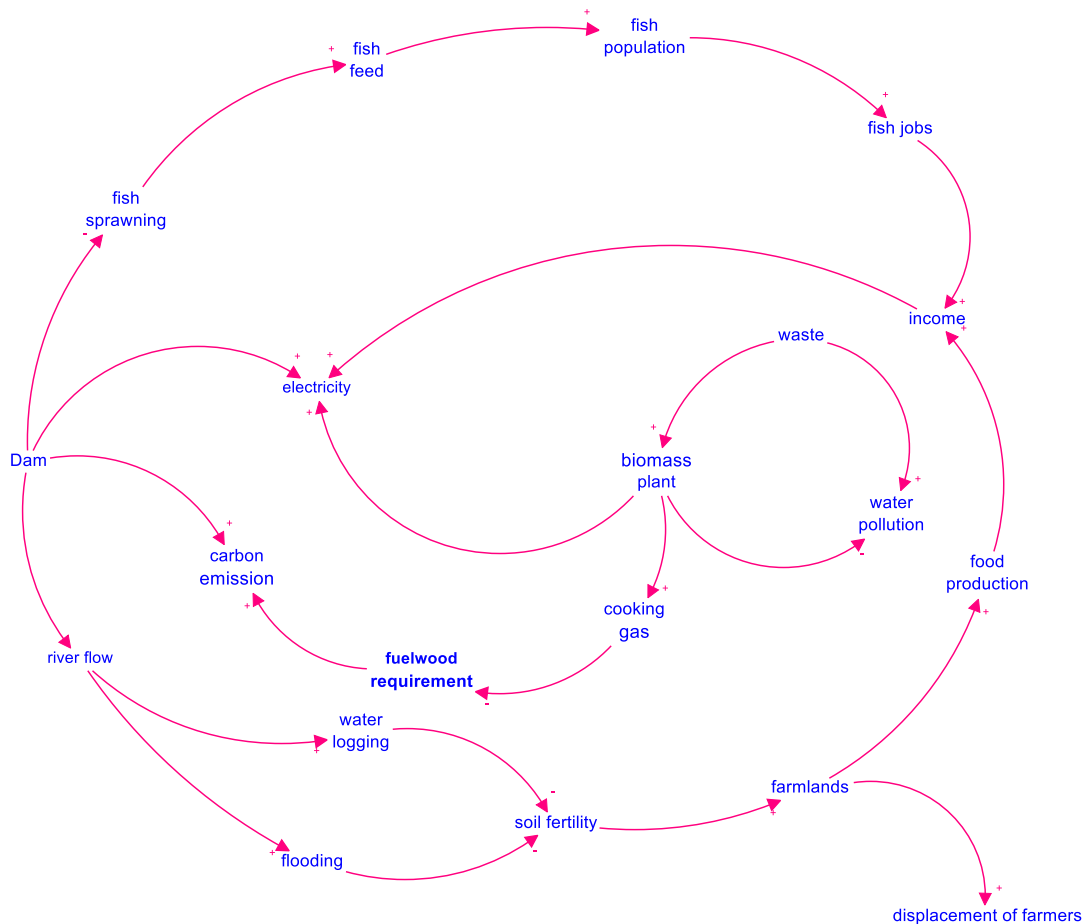 fish
feed
fish
population
fish jobs
fish
sprawning
income
waste
electricity
Dam
biomass
plant
water
pollution
carbon
emission
food
production
cooking
gas
river flow
fuelwood
requirement
water
logging
farmlands
soil fertility
flooding
displacement of farmers
+
+
+
-
+
+
+
+
+
+
+
+
-
+
+
+
-
+
-
+
+
-
+
+